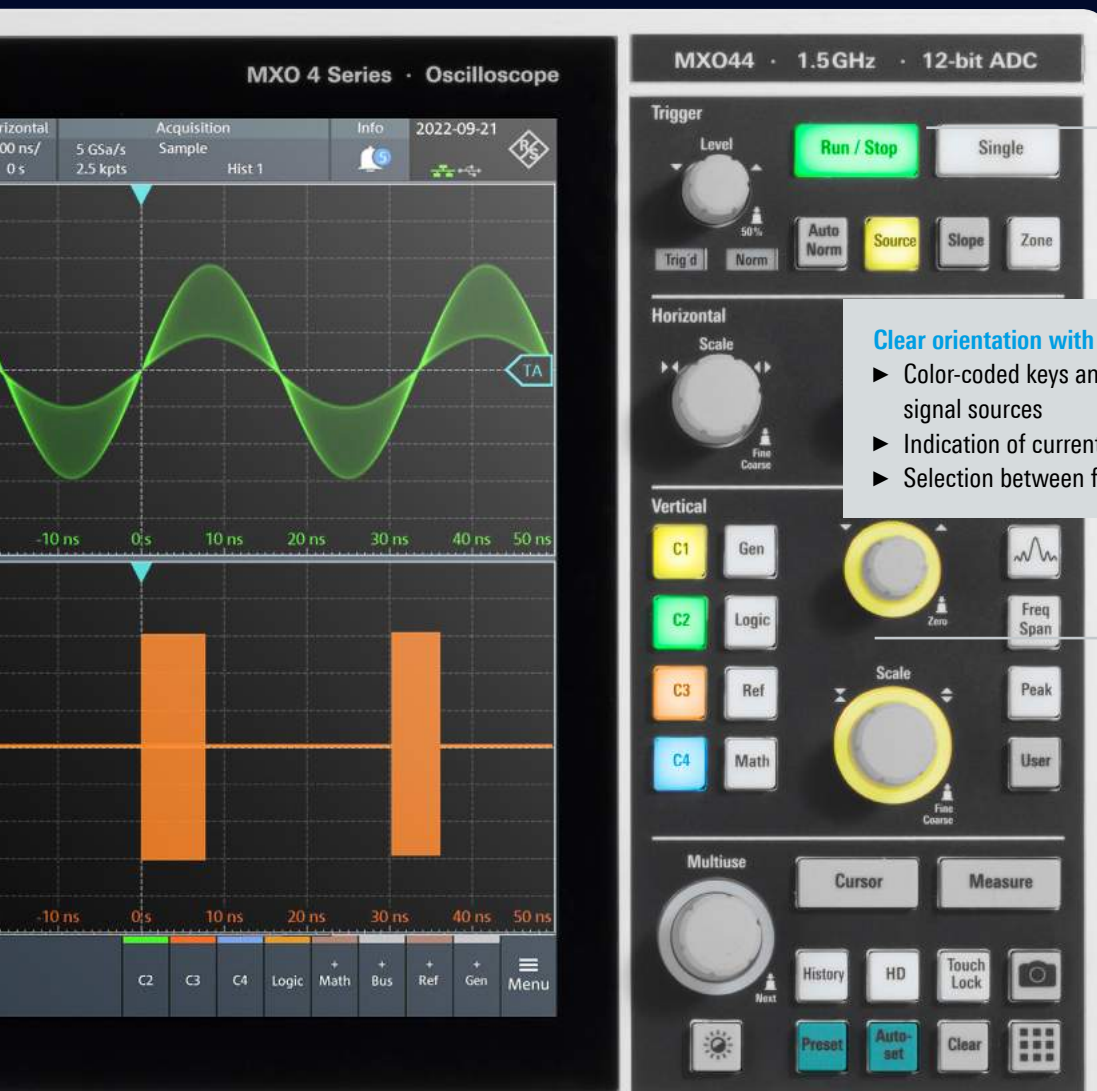 MXO 4 Series · Oscilloscope
MXO44 · 1.5 GHz · 12-bit ADC
Acquisition
Info
2022-09-21
00 ns/
5 GSa/s
Sample
5
0 s
2.5 kpts
Hist 1
R S
TA
-10 ns 0 s 10 ns 20 ns 30 ns 40 ns 50 ns
-10 ns 0 s 10 ns 20 ns 30 ns 40 ns 50 ns
C2 C3 C4 Logic + Math + Bus + Ref + Gen Menu
Trigger
Level
Run / Stop
Single
50%
Trig'd
Norm
Auto
Norm
Source
Slope
Zone
Horizontal
Scale
Fine
Coarse
Clear orientation with
► Color-coded keys
signal sources
► Indication of
► Selection between
Vertical
C1 Gen
C2 Logic
C3 Ref
C4 Math
Zero
Scale
Fine
Coarse
Freq
Span
Peak
User
Multiuse
Next
Cursor
Measure
History
HD
Touch
Lock
Preset
Auto-
set
Clear